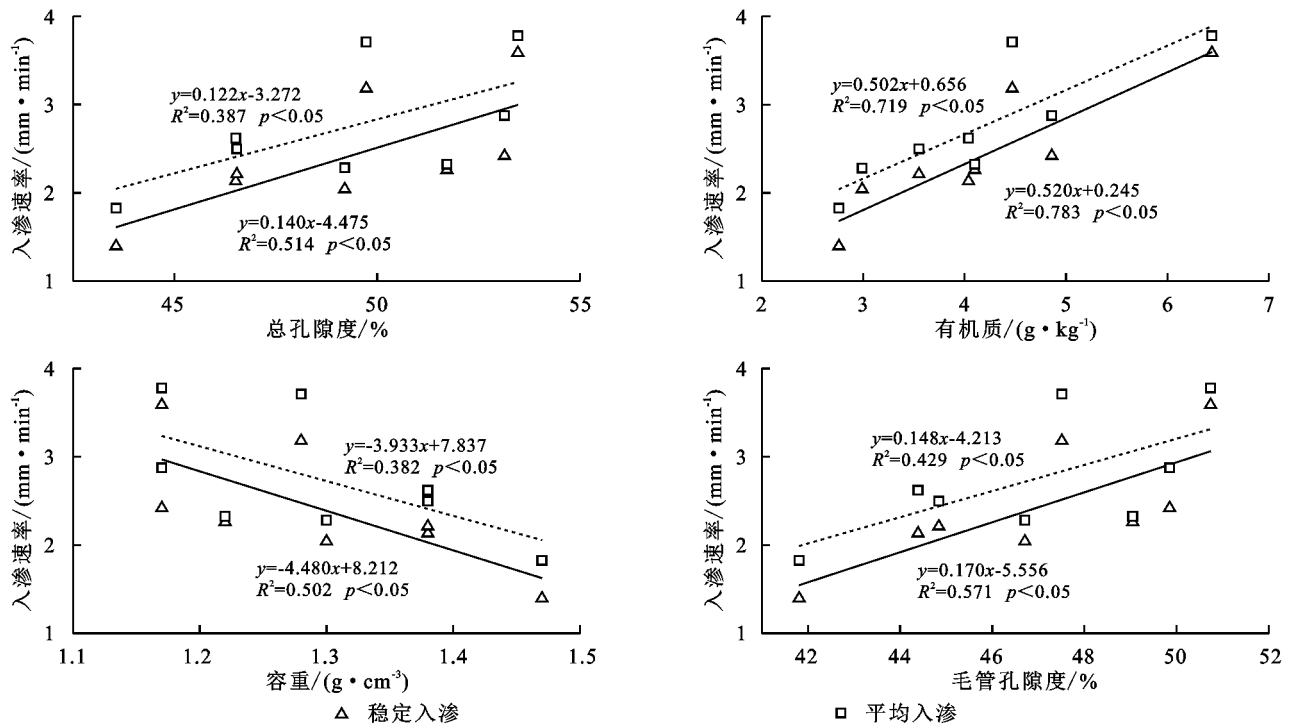 4
3
2
1
入渗速率/(mm·min⁻¹)
y=0.122x-3.272
R²=0.387 p<0.05
y=0.140x-4.475
R²=0.514 p<0.05
45 50 55
总孔隙度/%
4
3
2
1
入渗速率/(mm·min⁻¹)
y=0.502x+0.656
R²=0.719 p<0.05
y=0.520x+0.245
R²=0.783 p<0.05
2 3 4 5 6 7
有机质/(g·kg⁻¹)
4
3
2
1
入渗速率/(mm·min⁻¹)
y=-3.933x+7.837
R²=0.382 p<0.05
y=-4.480x+8.212
R²=0.502 p<0.05
1.1 1.2 1.3 1.4 1.5
容重/(g·cm⁻³)
4
3
2
1
入渗速率/(mm·min⁻¹)
y=0.148x-4.213
R²=0.429 p<0.05
y=0.170x-5.556
R²=0.571 p<0.05
42 44 46 48 50 52
毛管孔隙度/%
稳定入渗
平均入渗